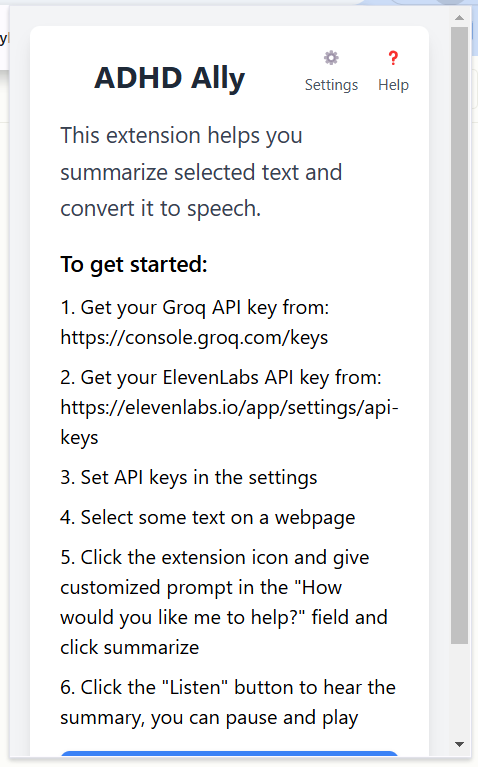 ADHD Ally
Settings
Help
This extension helps you
summarize selected text and
convert it to speech.
To get started:
1. Get your Groq API key from:
https://console.groq.com/keys
2. Get your ElevenLabs API key from:
https://elevenlabs.io/app/settings/api-
keys
3. Set API keys in the settings
4. Select some text on a webpage
5. Click the extension icon and give
customized prompt in the "How
would you like me to help?" field and
click summarize
6. Click the "Listen" button to hear the
summary, you can pause and play